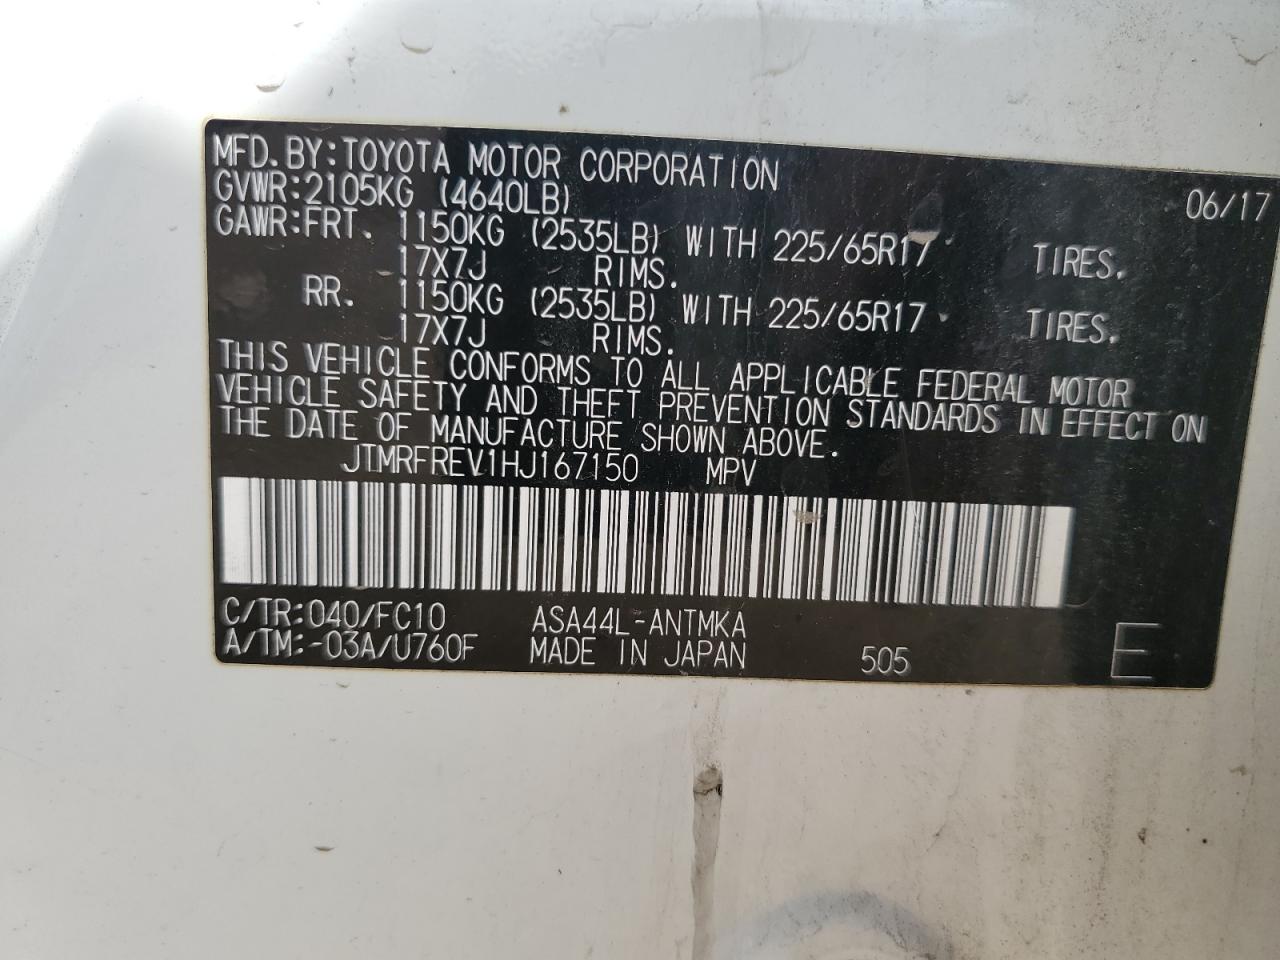 MFD.BY:TOYOTA MOTOR CORPORATION 06/17
GVWR:2105KG (4640LB)
GAWR:FRT. 1150KG (2535LB) WITH 225/65R17 TIRES.
17X7J RIMS.
RR. 1150KG (2535LB) WITH 225/65R17 TIRES.
17X7J RIMS.
THIS VEHICLE CONFORMS TO ALL APPLICABLE FEDERAL MOTOR
VEHICLE SAFETY AND THEFT PREVENTION STANDARDS IN EFFECT ON
THE DATE OF MANUFACTURE SHOWN ABOVE.
JTMRFREV1HJ167150 MPV
C/TR:040/FC10 ASA44L-ANTMKA
A/TM:-03A/U760F MADE IN JAPAN 505 E